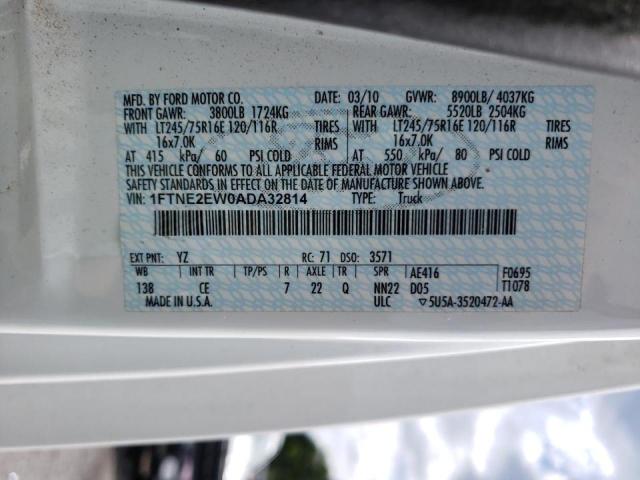 MFD. BY FORD MOTOR CO. DATE: 03/10 GVWR: 8900LB/ 4037KG
FRONT GAWR: 3800LB 1724KG REAR GAWR: 5520LB 2504KG
WITH LT245/75R16E 120/116R TIRES WITH LT245/75R16E 120/116R TIRES
16x7.0K RIMS 16x7.0K RIMS
AT 415 kPa/ 60 PSI COLD AT 550 kPa/ 80 PSI COLD
THIS VEHICLE CONFORMS TO ALL APPLICABLE FEDERAL MOTOR VEHICLE
SAFETY STANDARDS IN EFFECT ON THE DATE OF MANUFACTURE SHOWN ABOVE.
VIN: 1FTNE2EW0ADA32814 TYPE: Truck
EXT PNT: YZ RC: 71 DSO: 3571
WB INT TR TP/PS R AXLE TR SPR AE416 F0695
138 CE 7 22 Q NN22 D05 T1078
MADE IN U.S.A. ULC ▽5U5A-3520472-AA